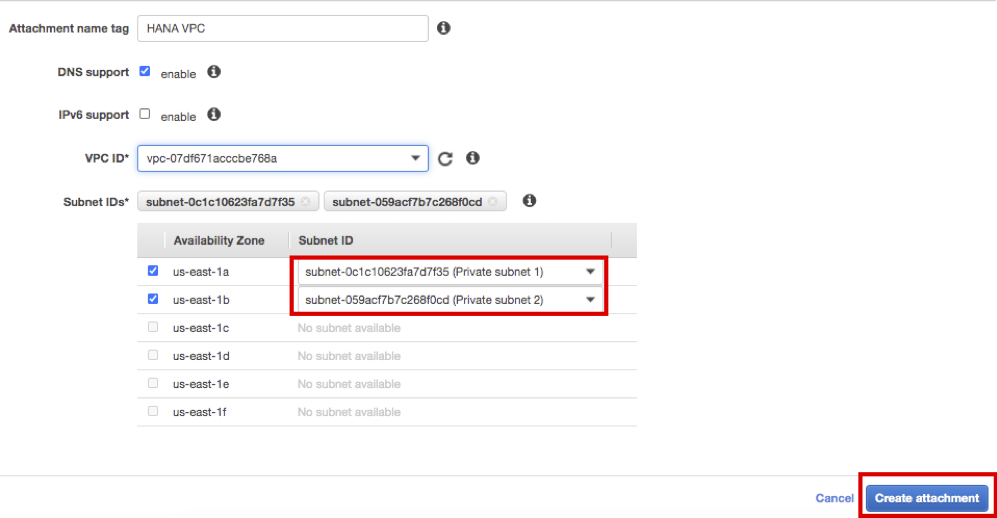 Attachment name tag HANA VPC
DNS support enable
IPv6 support enable
VPC ID* vpc-07df671acccbe768a
Subnet IDs* subnet-0c1c10623fa7d7f35 subnet-059acf7b7c268f0cd
Availability Zone Subnet ID
us-east-1a subnet-0c1c10623fa7d7f35 (Private subnet 1)
us-east-1b subnet-059acf7b7c268f0cd (Private subnet 2)
us-east-1c No subnet available
us-east-1d No subnet available
us-east-1e No subnet available
us-east-1f No subnet available
Cancel Create attachment